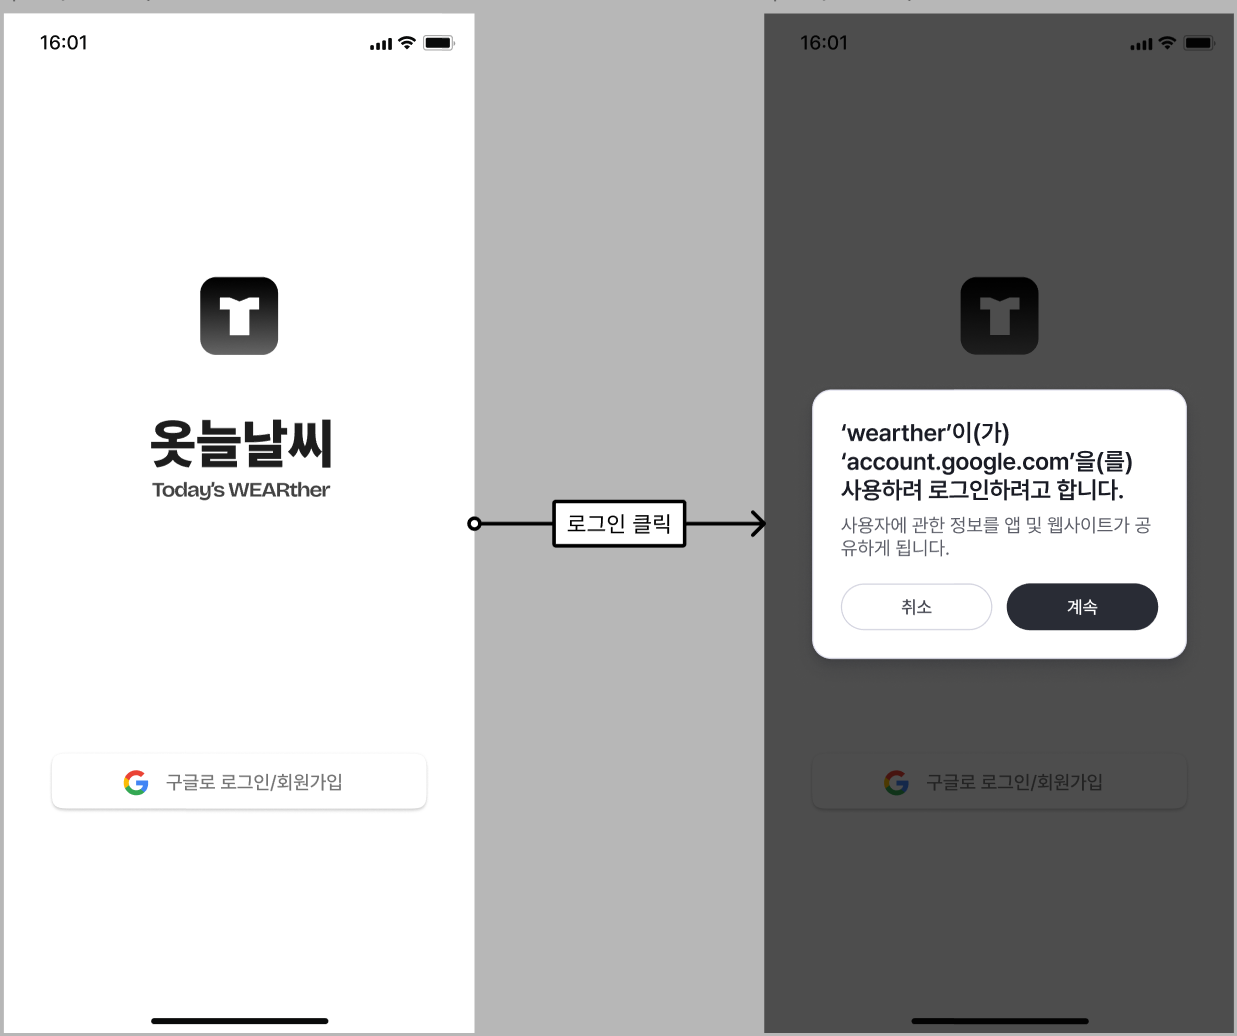 16:01
옷늘날씨
Today's WEARther
구글로 로그인/회원가입
로그인 클릭
16:01
‘wearther’이(가)
‘account.google.com’을(를)
사용하려 로그인하려고 합니다.
사용자에 관한 정보를 앱 및 웹사이트가 공
유하게 됩니다.
취소
계속
구글로 로그인/회원가입